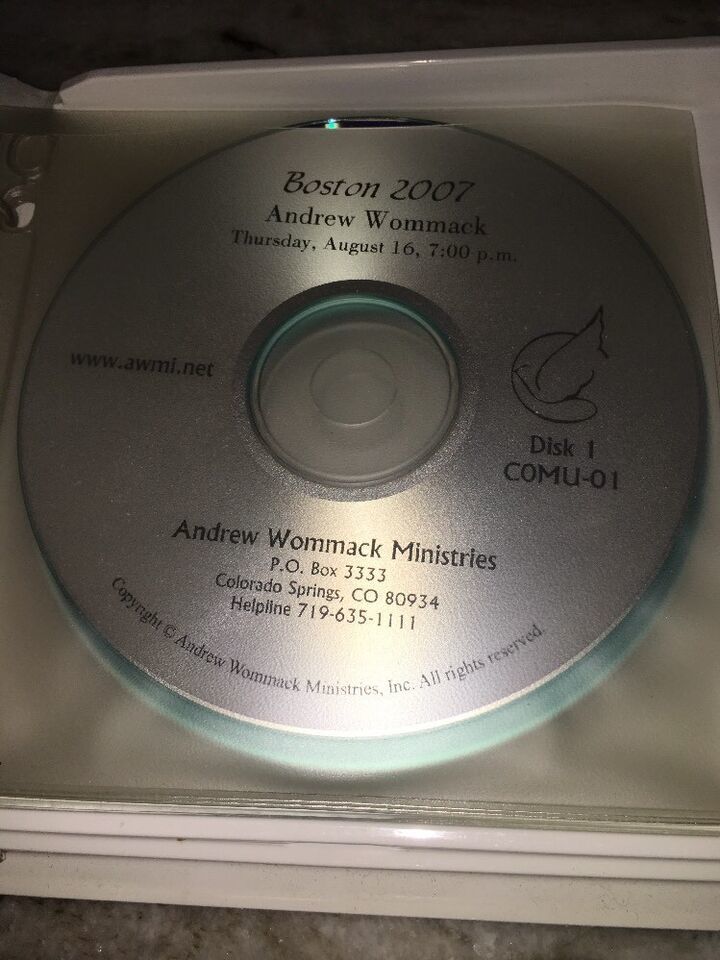 Boston 2007
Andrew Wommack
Thursday, August 16, 7:00 p.m.
www.awmi.net
Disk 1
COMU-01
Andrew Wommack Ministries
P.O. Box 3333
Colorado Springs, CO 80934
Helpline 719-635-1111
Copyright © Andrew Wommack Ministries, Inc. All rights reserved.